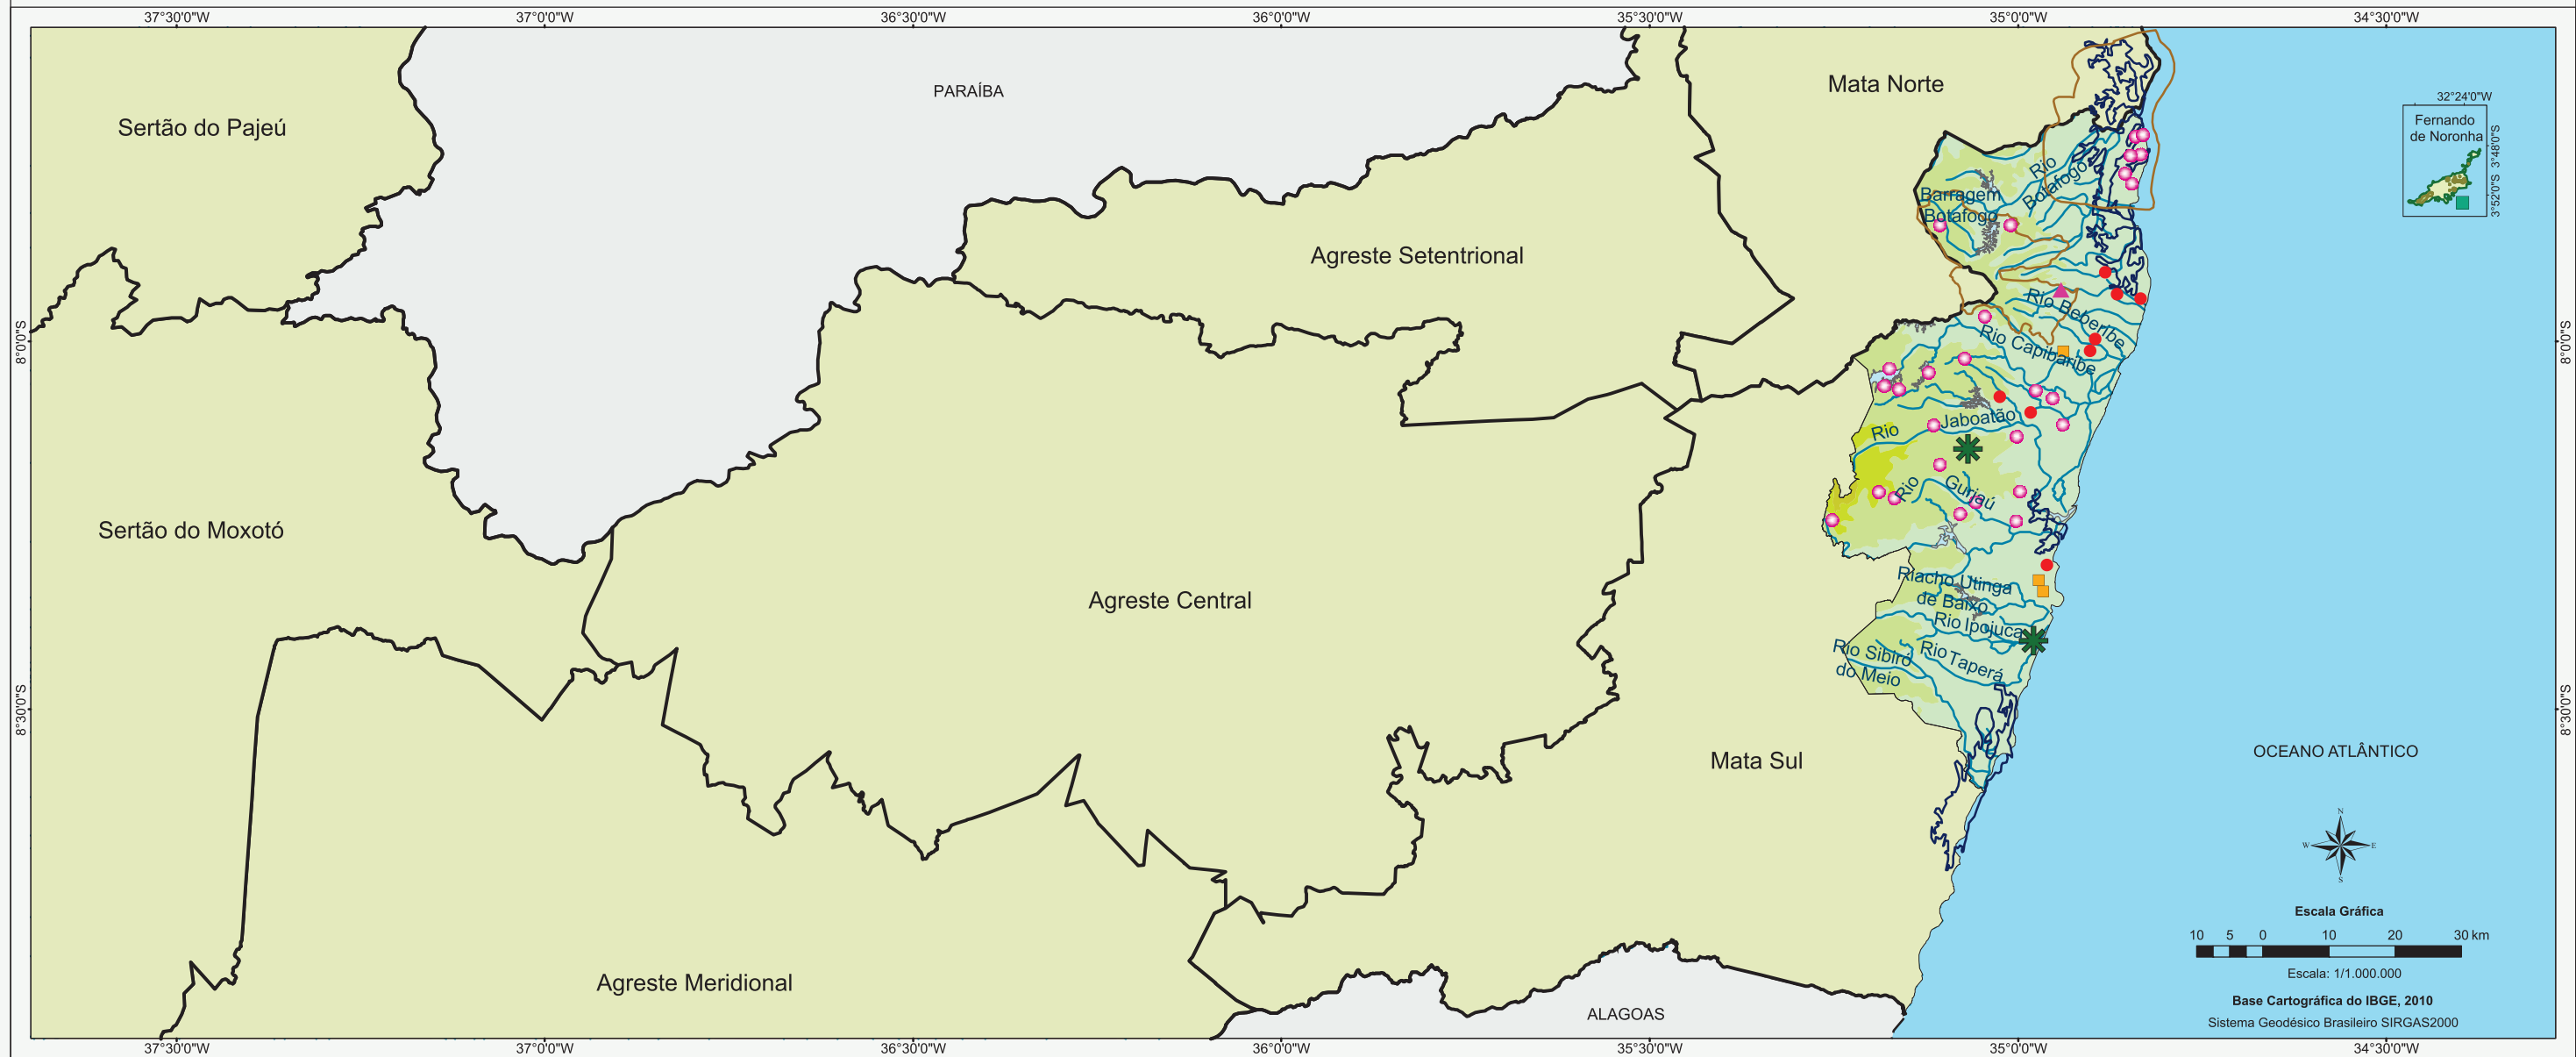 37°30'0"W
37°0'0"W
36°30'0"W
36°0'0"W
35°30'0"W
35°0'0"W
34°30'0"W
Sertão do Pajeú
PARAÍBA
Mata Norte
32°24'0"W
Fernando
de Noronha
3°48'0"S
3°52'0"S
Rio
Botafogo
Barragem
Botafogo
Agreste Setentrional
Rio Beberibe
Rio Capibaribe
8°0'0"S
8°0'0"S
Rio
Jaboatão
Rio
Gurjaú
Sertão do Moxotó
Agreste Central
Riacho Utinga
de Baixo
Rio Ipojuca
Rio Sibiró
do Meio
Rio Taperá
8°30'0"S
8°30'0"S
Mata Sul
OCEANO ATLÂNTICO
N
W
E
S
Escala Gráfica
10 5 0 10 20 30 km
Escala: 1/1.000.000
Agreste Meridional
ALAGOAS
Base Cartográfica do IBGE, 2010
Sistema Geodésico Brasileiro SIRGAS2000
37°30'0"W
37°0'0"W
36°30'0"W
36°0'0"W
35°30'0"W
35°0'0"W
34°30'0"W